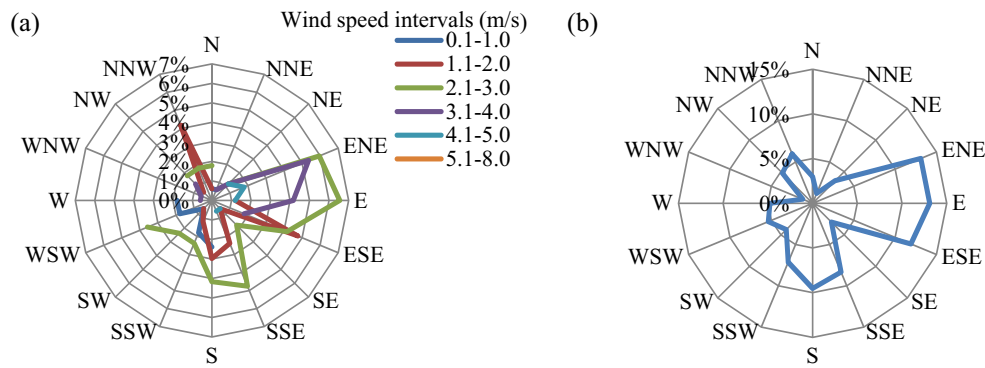 (a)
Wind speed intervals (m/s)
0.1-1.0
1.1-2.0
2.1-3.0
3.1-4.0
4.1-5.0
5.1-8.0
N
NNE
NE
ENE
E
ESE
SE
SSE
S
SSW
SW
WSW
W
WNW
NW
NNW
7%
6%
5%
4%
3%
2%
1%
0%
(b)
N
NNE
NE
ENE
E
ESE
SE
SSE
S
SSW
SW
WSW
W
WNW
NW
NNW
15%
10%
5%
0%